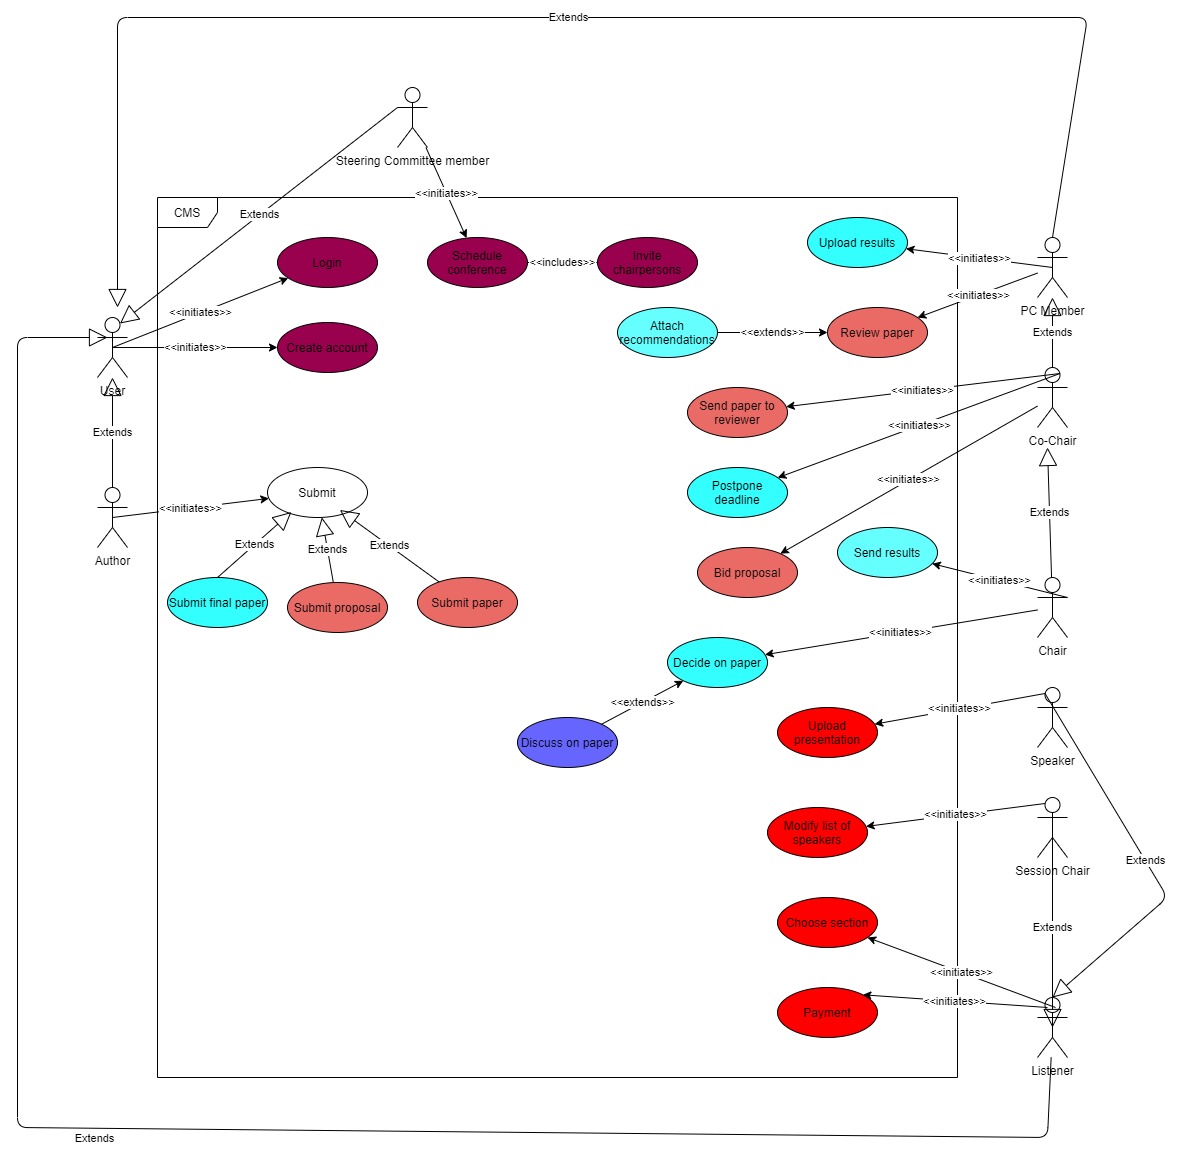 Extends
Steering Committee member
<<initiates>>
CMS
Extends
Upload results
Login
Schedule
conference
<<includes>>
Invite
chairpersons
<<initiates>>
<<initiates>>
<<initiates>>
PC Member
Attach
recommendations
<<extends>>
Review paper
Extends
<<initiates>>
Create account
User
Send paper to
reviewer
<<initiates>>
<<initiates>>
Co-Chair
Extends
Submit
Postpone
deadline
<<initiates>>
<<initiates>>
Author
Extends
Extends
Extends
Extends
Send results
Bid proposal
<<initiates>>
Submit final paper
Submit proposal
Submit paper
<<initiates>>
Chair
Decide on paper
<<extends>>
Discuss on paper
<<initiates>>
Upload
presentation
Speaker
<<initiates>>
Modify list of
speakers
Session Chair
Extends
Choose section
Extends
<<initiates>>
<<initiates>>
Payment
Listener
Extends